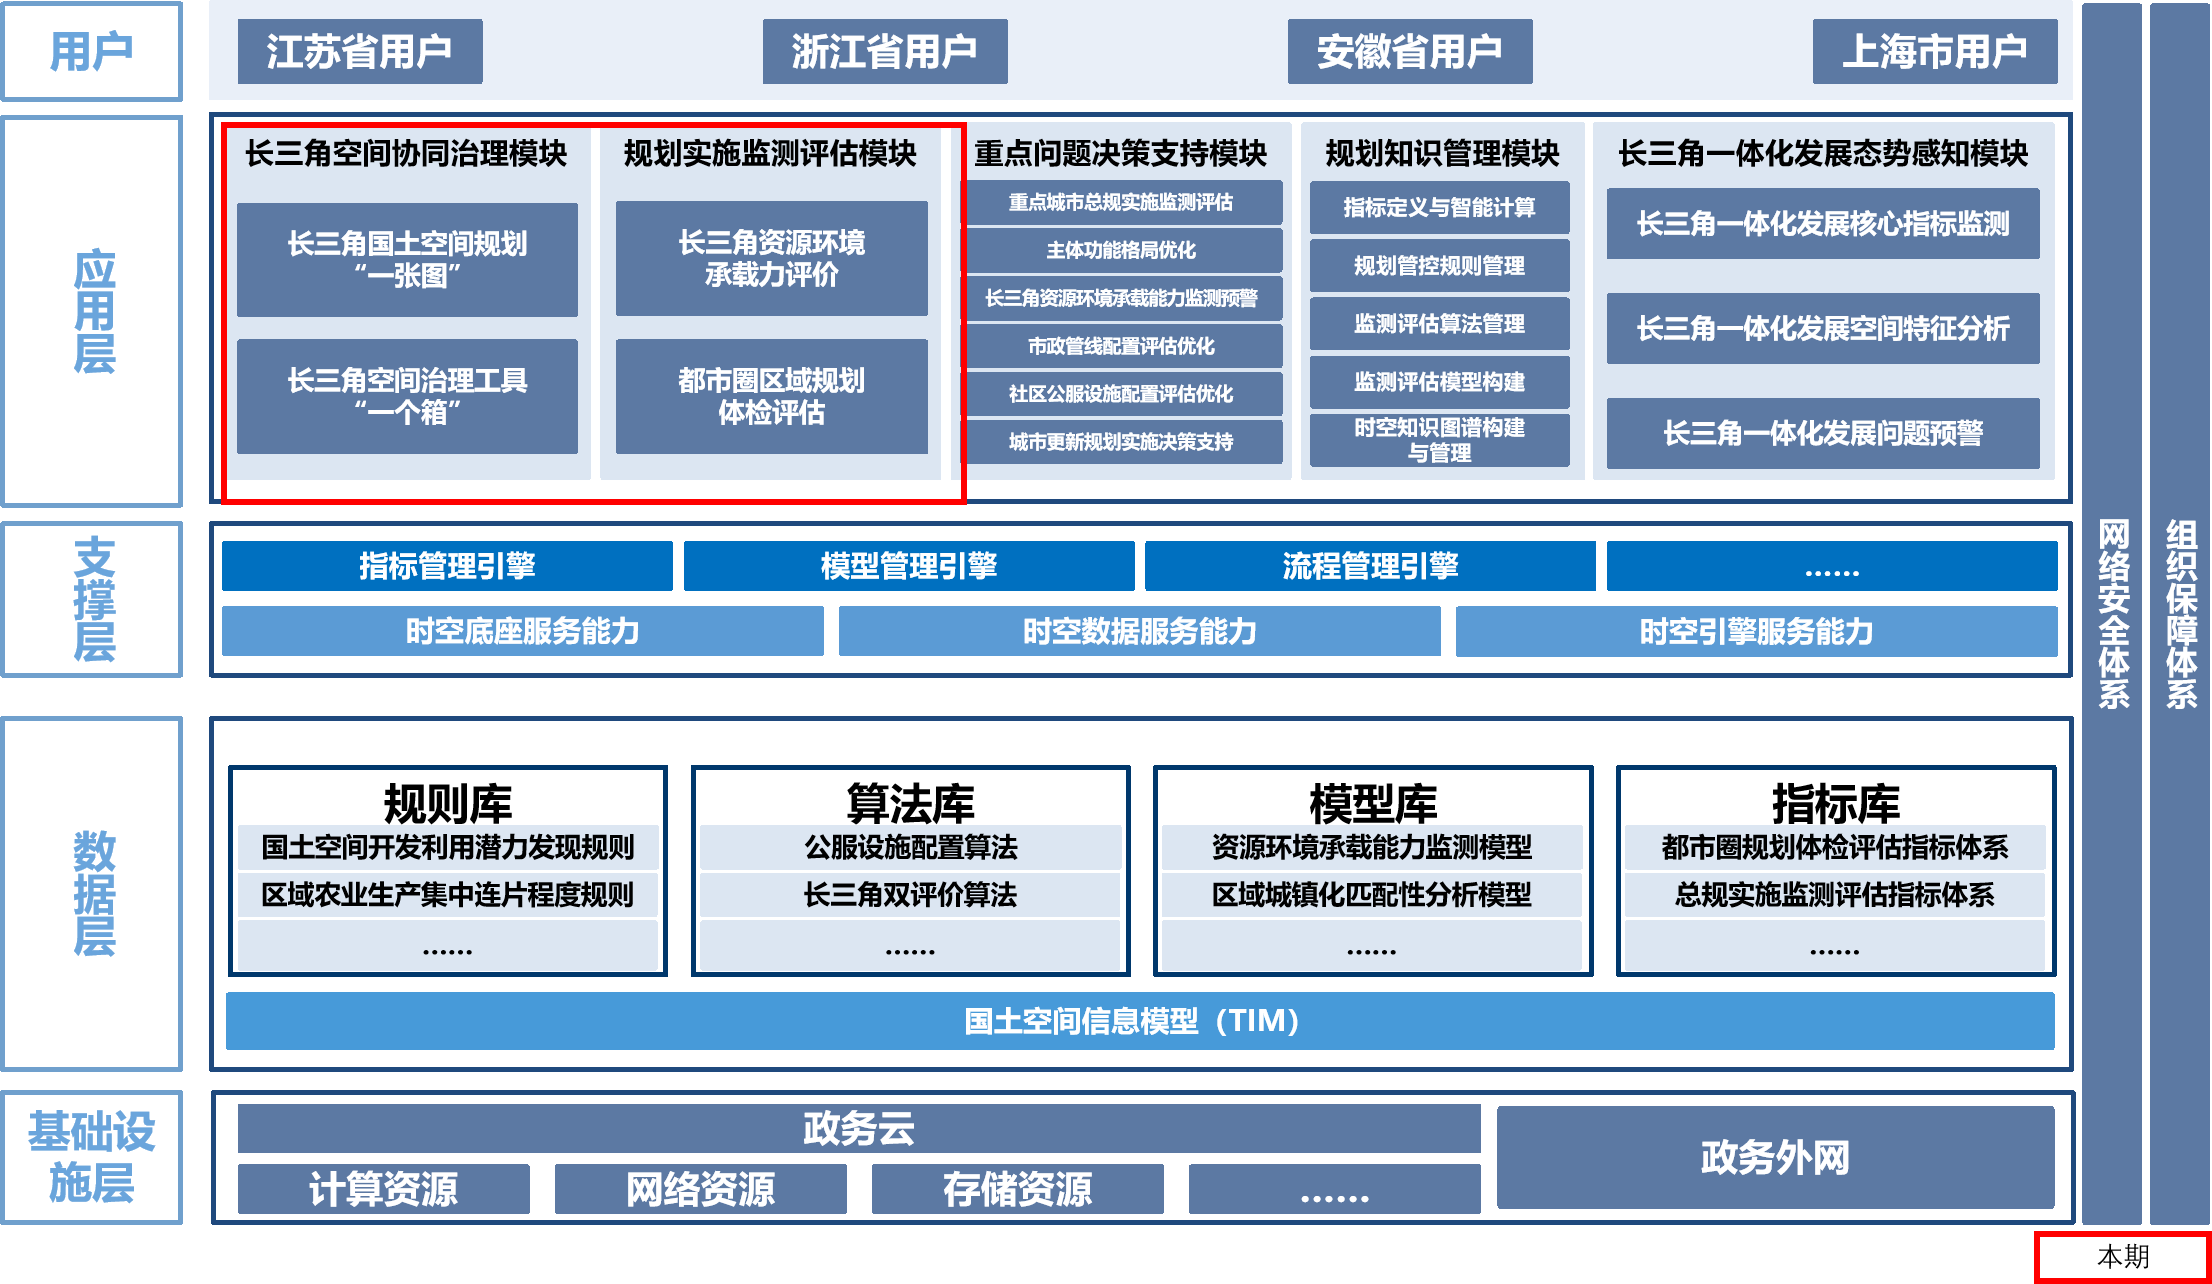 用户
江苏省用户
浙江省用户
安徽省用户
上海市用户
应用层
长三角空间协同治理模块
长三角国土空间规划
“一张图”
长三角空间治理工具
“一个箱”
规划实施监测评估模块
长三角资源环境
承载力评价
都市圈区域规划
体检评估
重点问题决策支持模块
重点城市总规实施监测评估
主体功能格局优化
长三角资源环境承载能力监测预警
市政管线配置评估优化
社区公服设施配置评估优化
城市更新规划实施决策支持
规划知识管理模块
指标定义与智能计算
规划管控规则管理
监测评估算法管理
监测评估模型构建
时空知识图谱构建
与管理
长三角一体化发展态势感知模块
长三角一体化发展核心指标监测
长三角一体化发展空间特征分析
长三角一体化发展问题预警
支撑层
指标管理引擎
模型管理引擎
流程管理引擎
......
时空底座服务能力
时空数据服务能力
时空引擎服务能力
数据层
规则库
国土空间开发利用潜力发现规则
区域农业生产集中连片程度规则
......
算法库
公服设施配置算法
长三角双评价算法
......
模型库
资源环境承载能力监测模型
区域城镇化匹配性分析模型
......
指标库
都市圈规划体检评估指标体系
总规实施监测评估指标体系
......
国土空间信息模型（TIM）
基础设
施层
政务云
计算资源
网络资源
存储资源
......
政务外网
网络安全体系
组织保障体系
本期